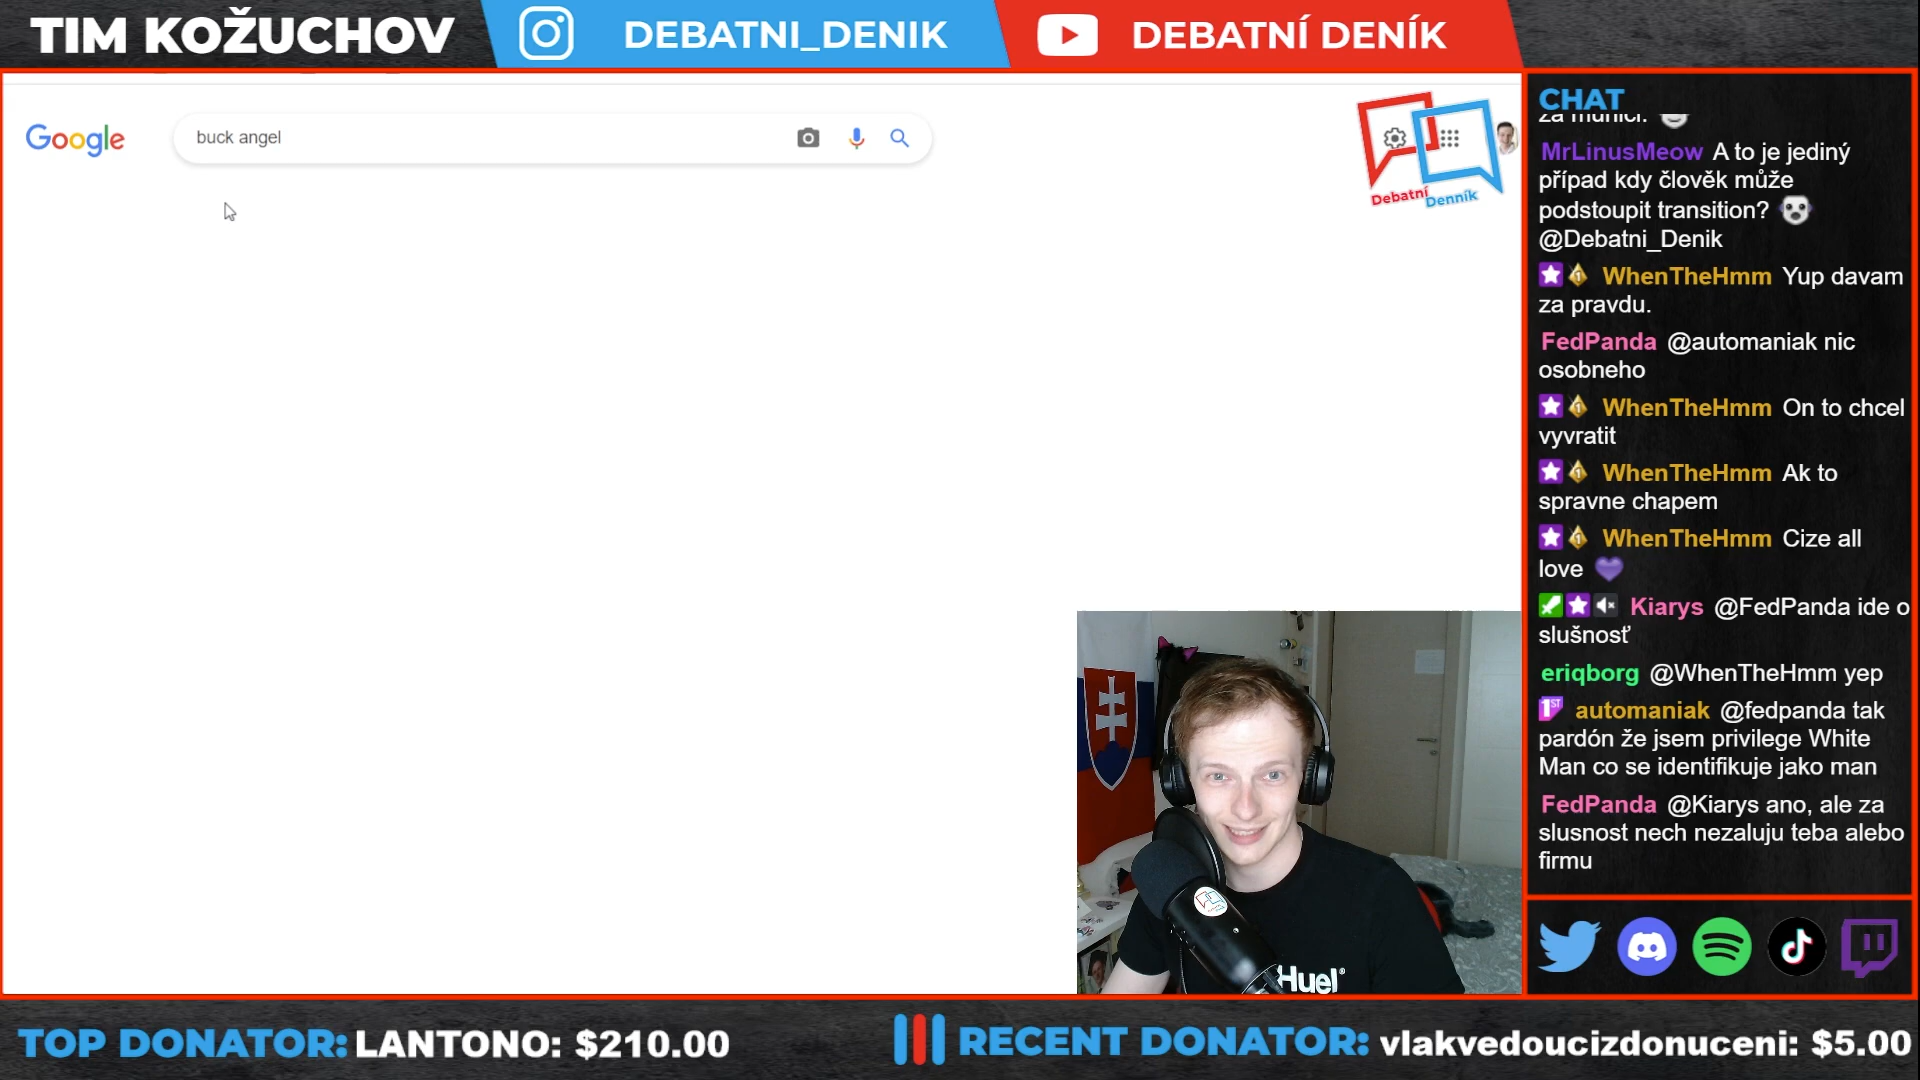 TIM KOŽUCHOV
DEBATNI_DENIK
DEBATNÍ DENÍK
Google
buck angel
Debatní
Denník
CHAT
za munici.
MrLinusMeow A to je jediný
případ kdy člověk může
podstoupit transition?
@Debatni_Denik
WhenTheHmm Yup davam
za pravdu.
FedPanda @automaniak nic
osobneho
WhenTheHmm On to chcel
vyvratit
WhenTheHmm Ak to
spravne chapem
WhenTheHmm Cize all
love
Kiarys @FedPanda ide o
slušnosť
eriqborg @WhenTheHmm yep
1ST automaniak @fedpanda tak
pardón že jsem privilege White
Man co se identifikuje jako man
FedPanda @Kiarys ano, ale za
slusnost nech nezaluju teba alebo
firmu
Huel®
TOP DONATOR: LANTONO: $210.00
RECENT DONATOR: vlakvedoucizdonuceni: $5.00